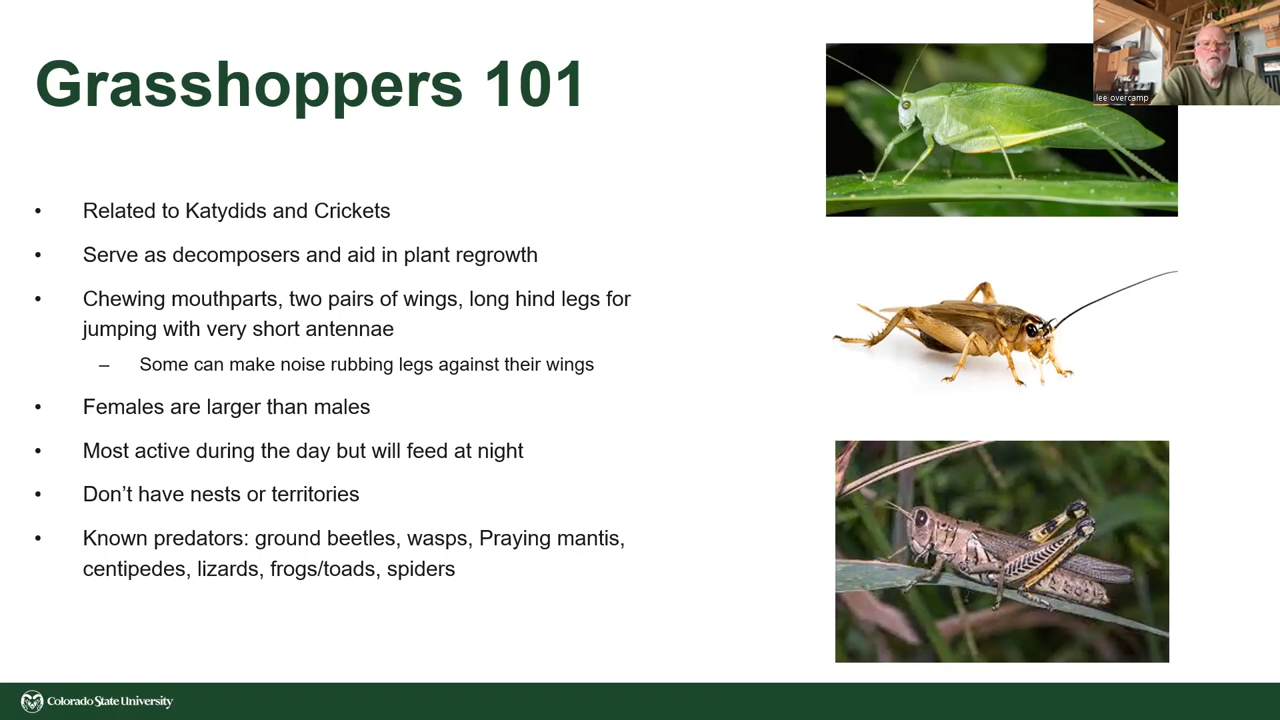 Grasshoppers 101
lee overcamp
• Related to Katydids and Crickets
• Serve as decomposers and aid in plant regrowth
• Chewing mouthparts, two pairs of wings, long hind legs for
jumping with very short antennae
– Some can make noise rubbing legs against their wings
• Females are larger than males
• Most active during the day but will feed at night
• Don’t have nests or territories
• Known predators: ground beetles, wasps, Praying mantis,
centipedes, lizards, frogs/toads, spiders
Colorado State University